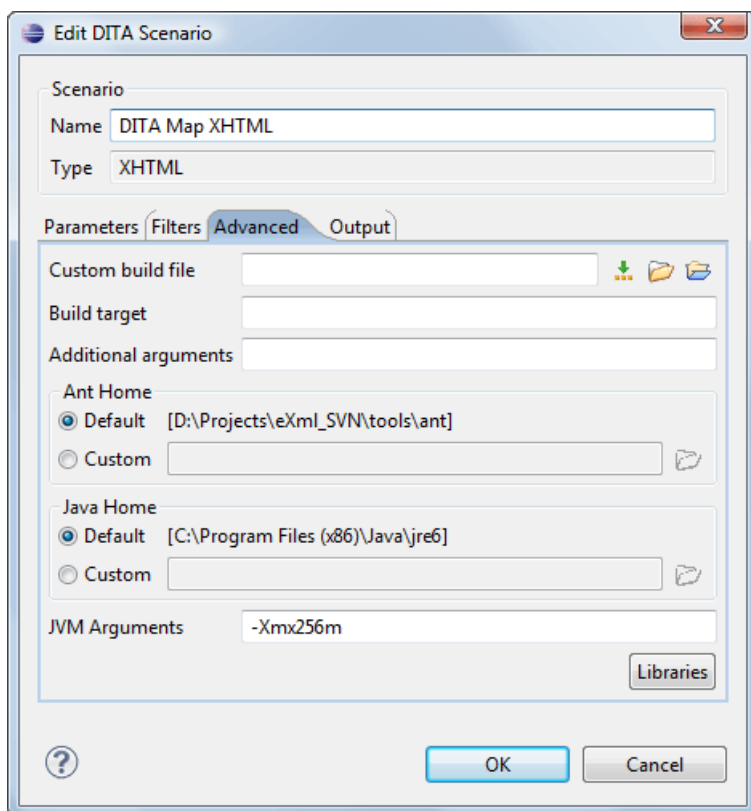 Edit DITA Scenario
Scenario
Name DITA Map XHTML
Type XHTML
Parameters Filters Advanced Output
Custom build file
Build target
Additional arguments
Ant Home
Default [D:\Projects\eXml_SVN\tools\ant]
Custom
Java Home
Default [C:\Program Files (x86)\Java\jre6]
Custom
JVM Arguments -Xmx256m
Libraries
? OK Cancel